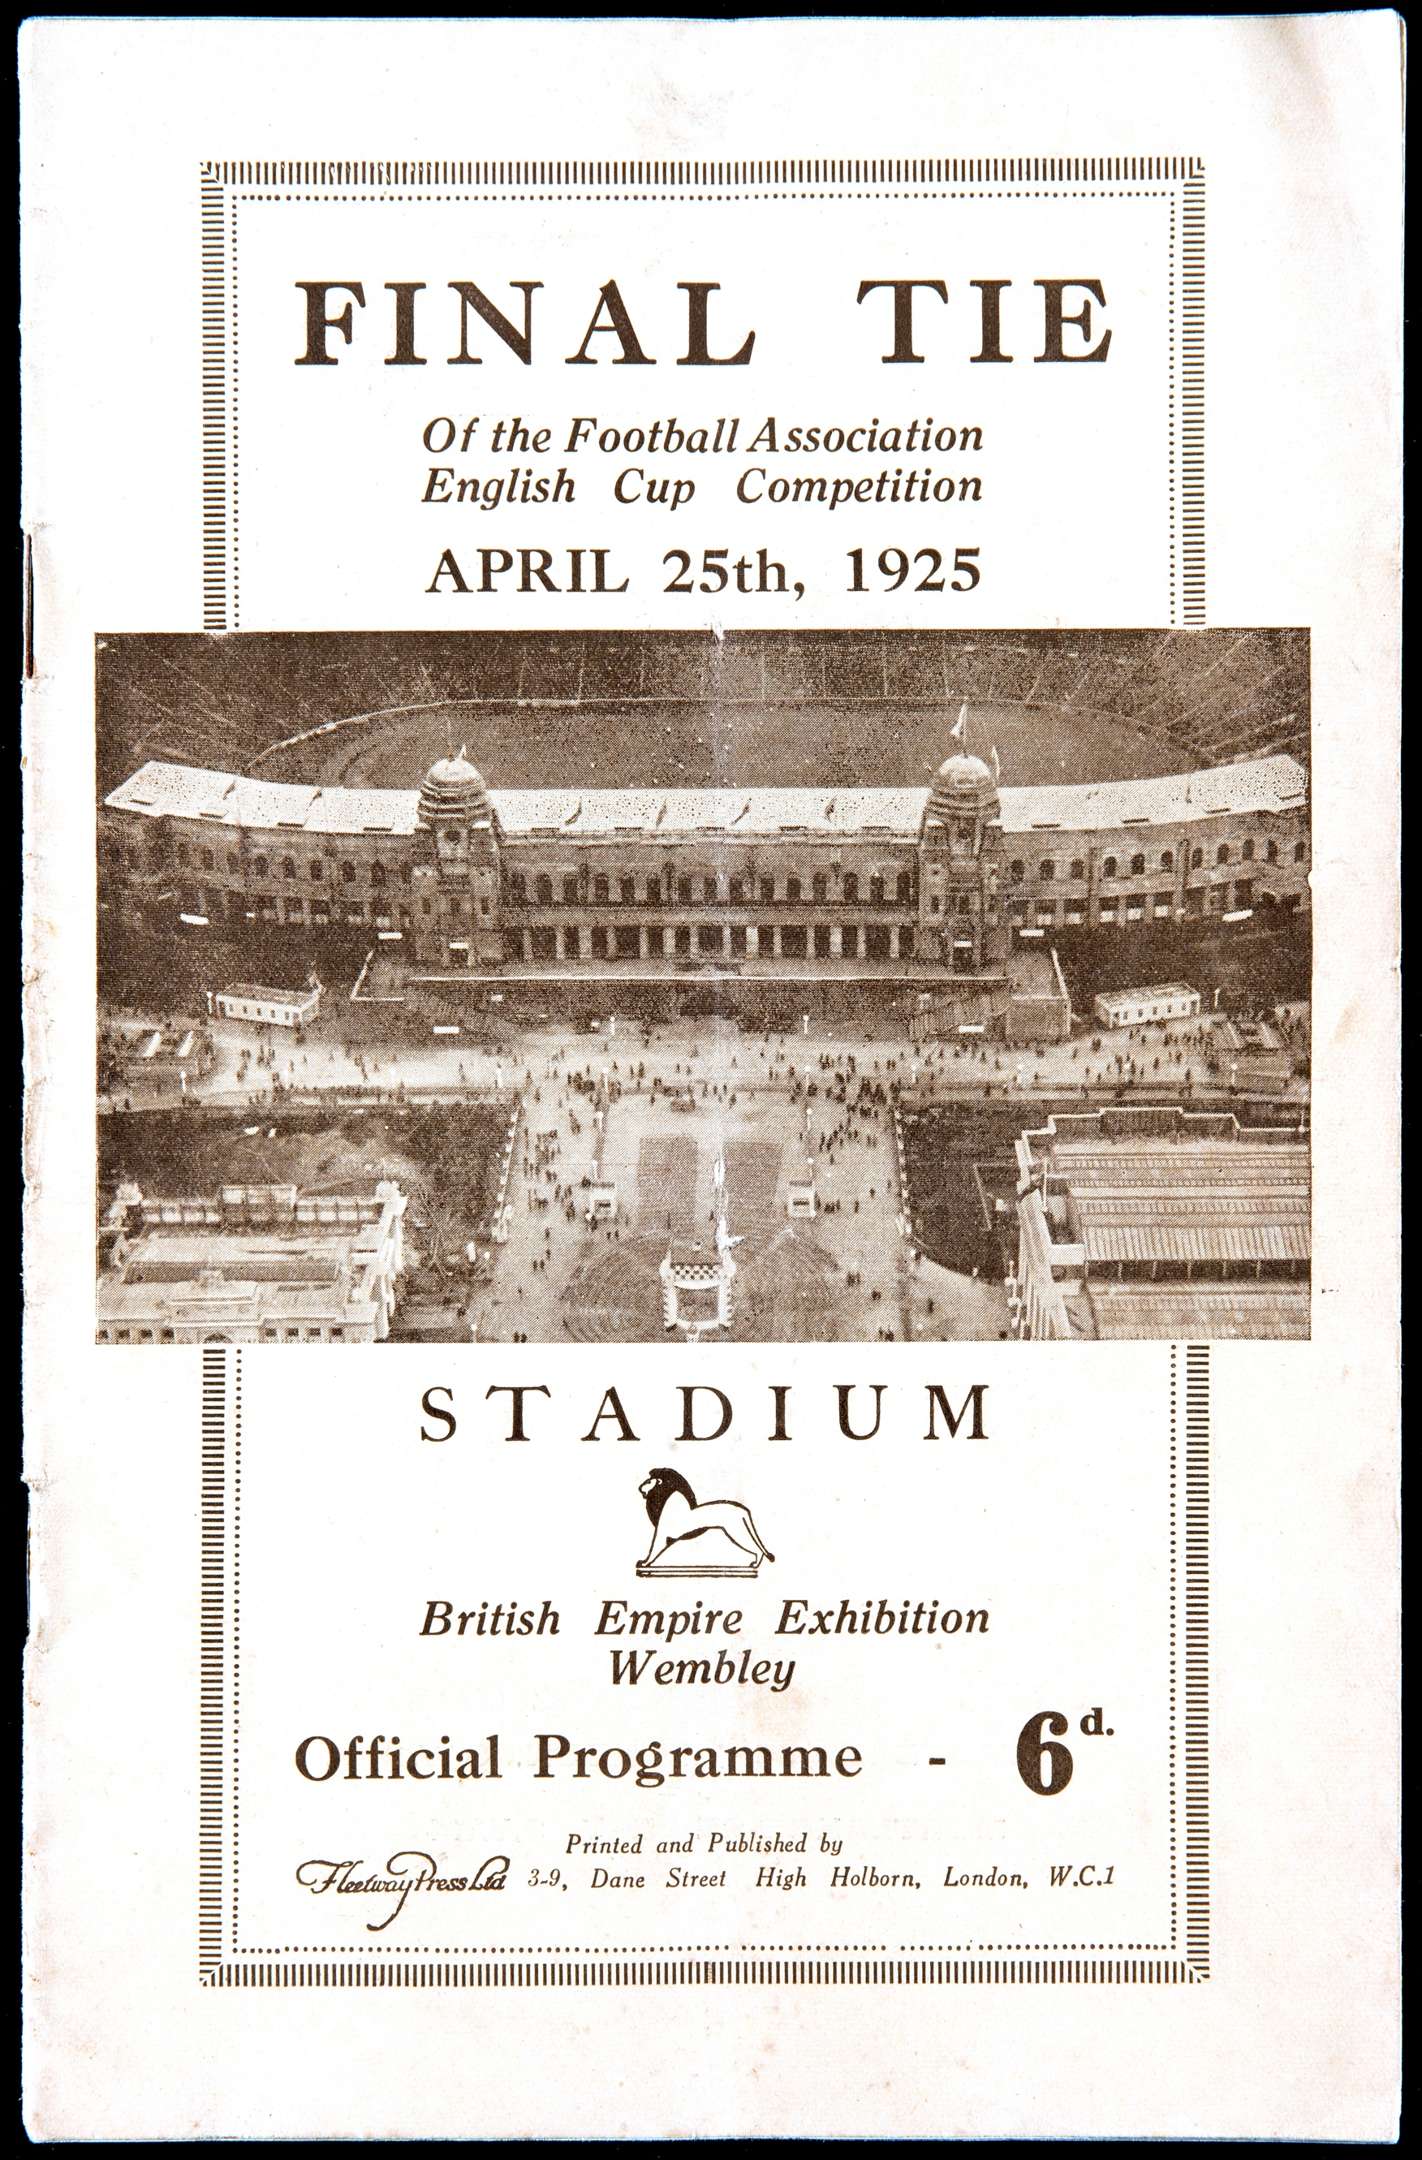 FINAL TIE
Of the Football Association
English Cup Competition
APRIL 25th, 1925
STADIUM
British Empire Exhibition
Wembley
Official Programme - 6d.
Printed and Published by
Fleetway Press Ltd 3-9, Dane Street High Holborn, London, W.C.1